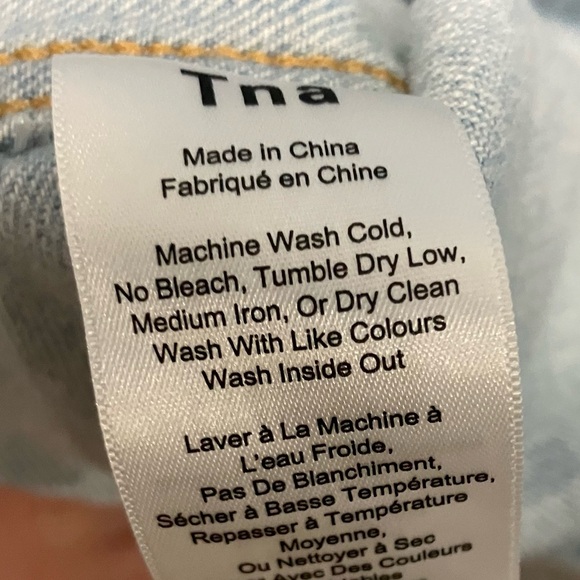 Tna
Made in China
Fabriqué en Chine
Machine Wash Cold,
No Bleach, Tumble Dry Low,
Medium Iron, Or Dry Clean
Wash With Like Colours
Wash Inside Out
Laver à La Machine à
L'eau Froide,
Pas De Blanchiment,
Sécher à Basse Température,
Repasser à Température
Moyenne,
Ou Nettoyer à Sec
Avec Des Couleurs